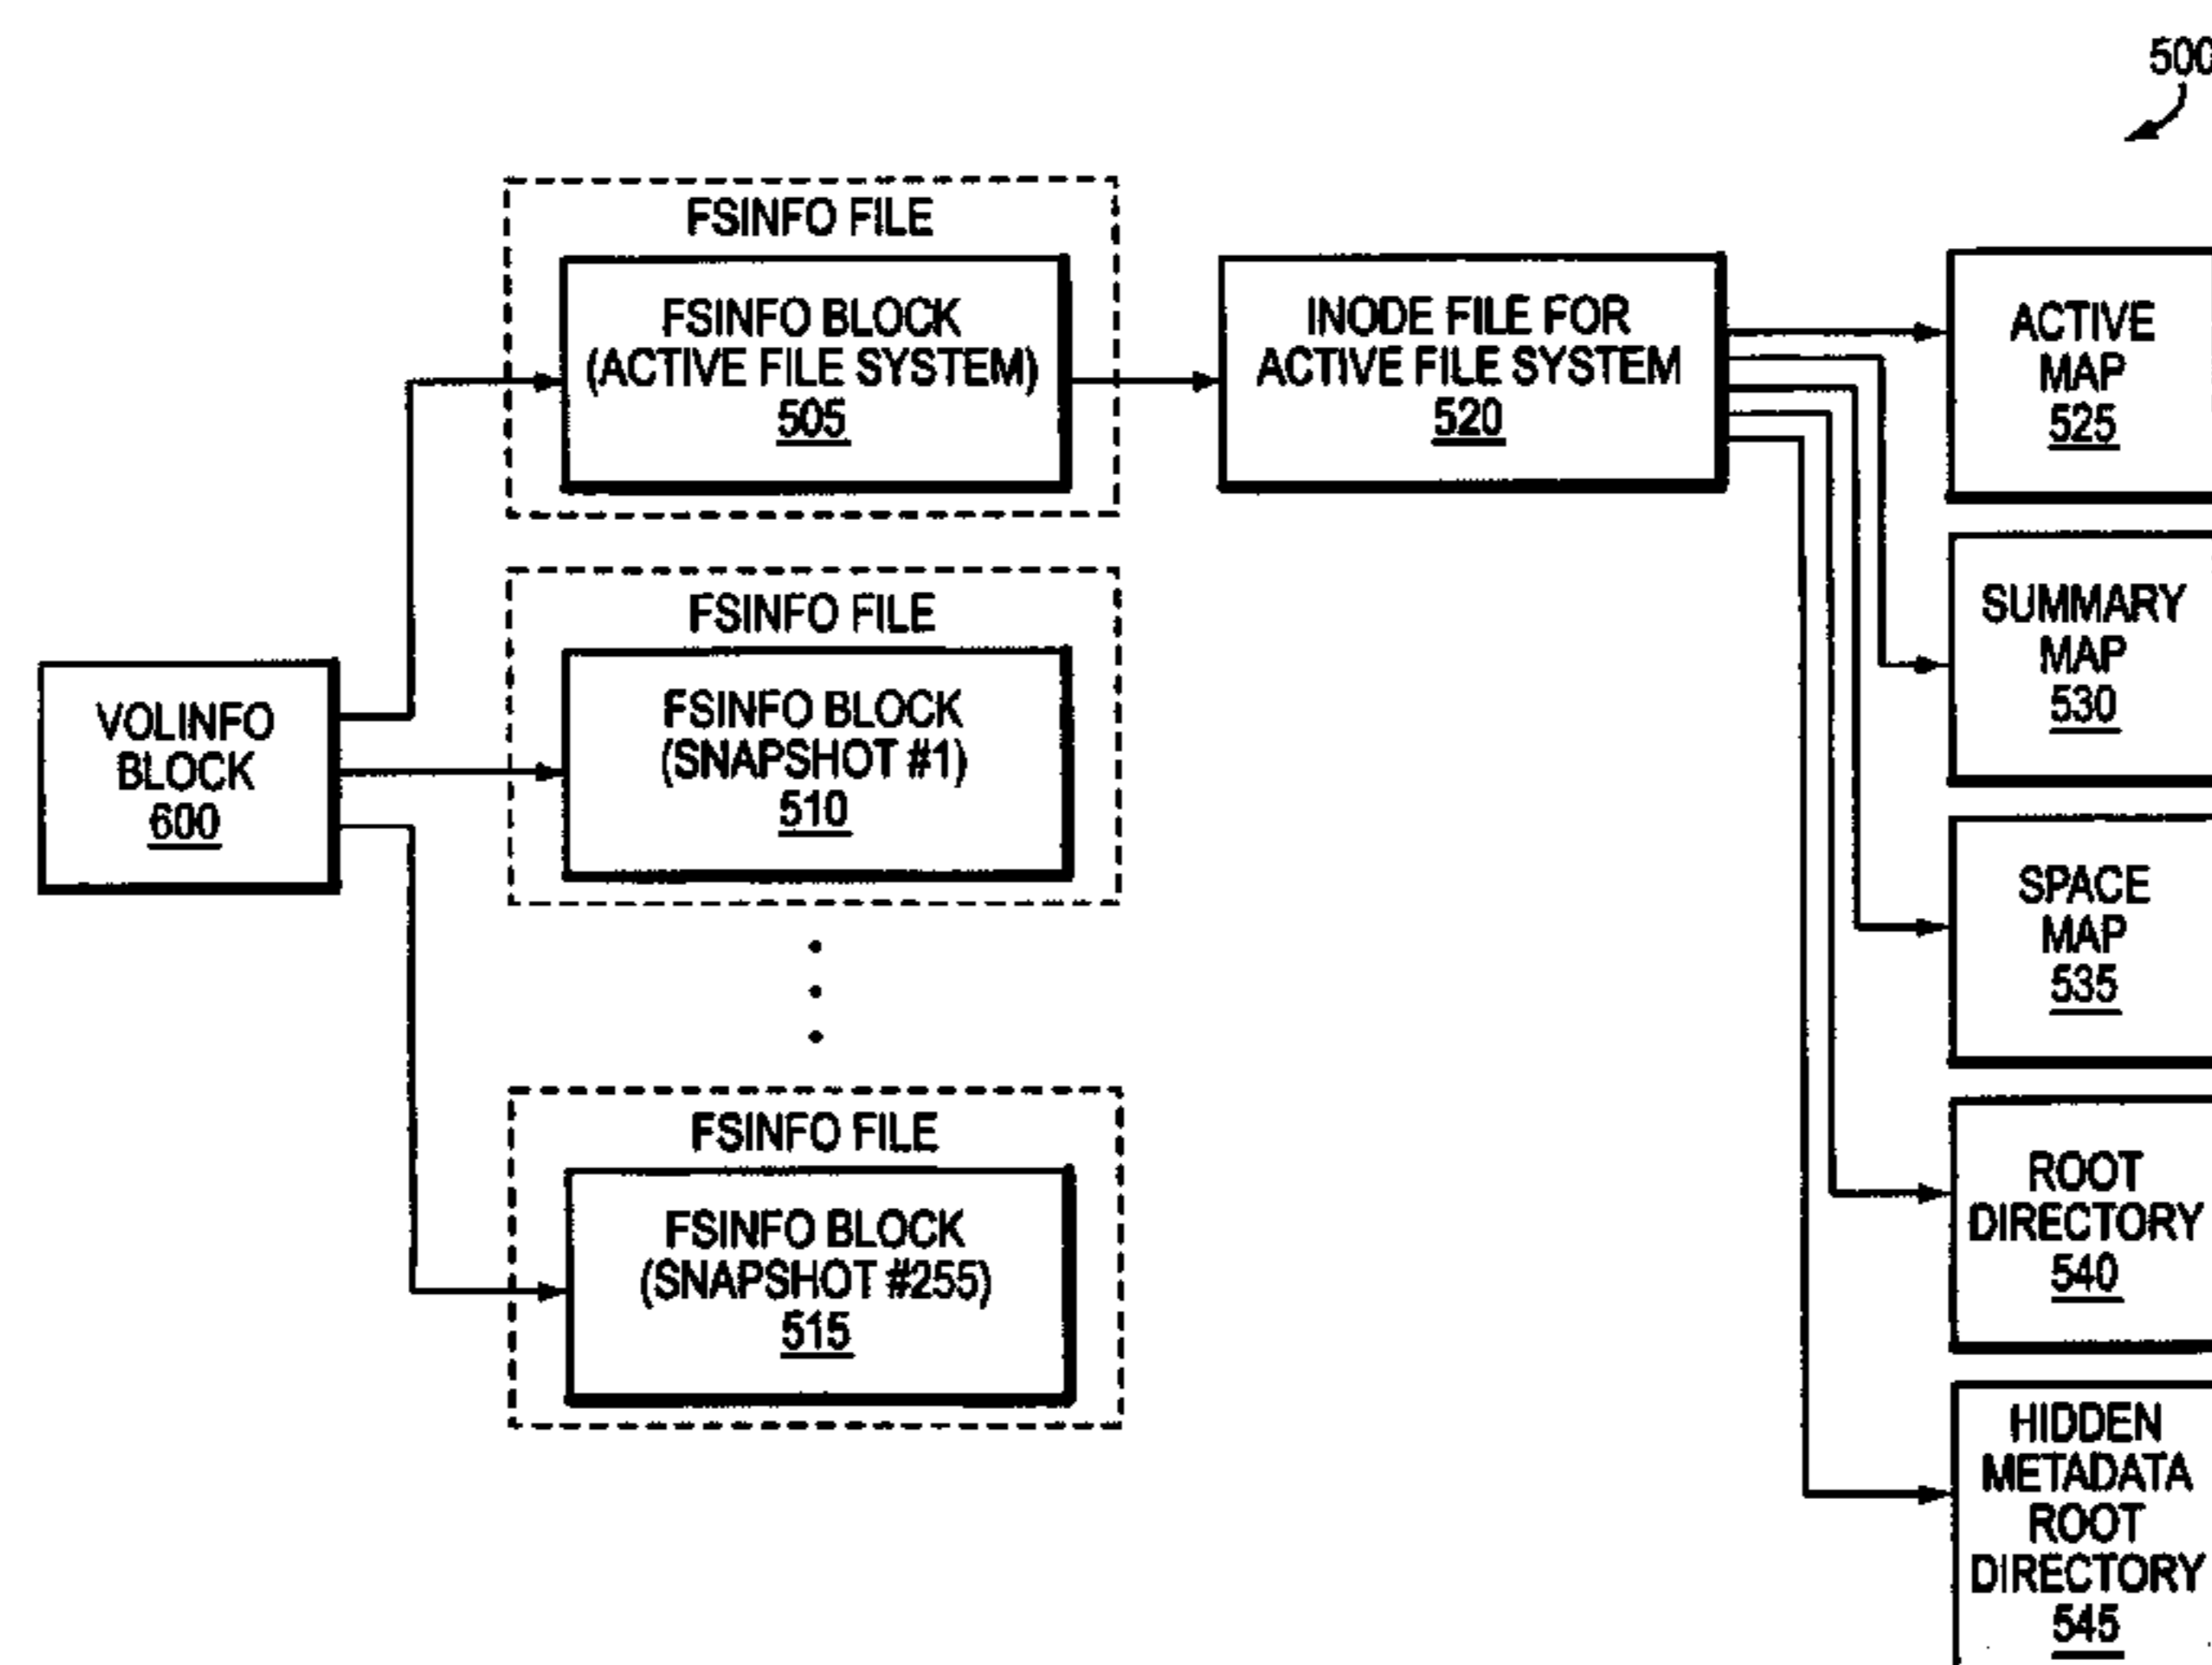 500
FSINFO FILE
FSINFO BLOCK
(ACTIVE FILE SYSTEM)
505
INODE FILE FOR
ACTIVE FILE SYSTEM
520
ACTIVE
MAP
525
FSINFO FILE
FSINFO BLOCK
(SNAPSHOT #1)
510
SUMMARY
MAP
530
VOLINFO
BLOCK
600
SPACE
MAP
535
FSINFO FILE
FSINFO BLOCK
(SNAPSHOT #255)
515
ROOT
DIRECTORY
540
HIDDEN
METADATA
ROOT
DIRECTORY
545